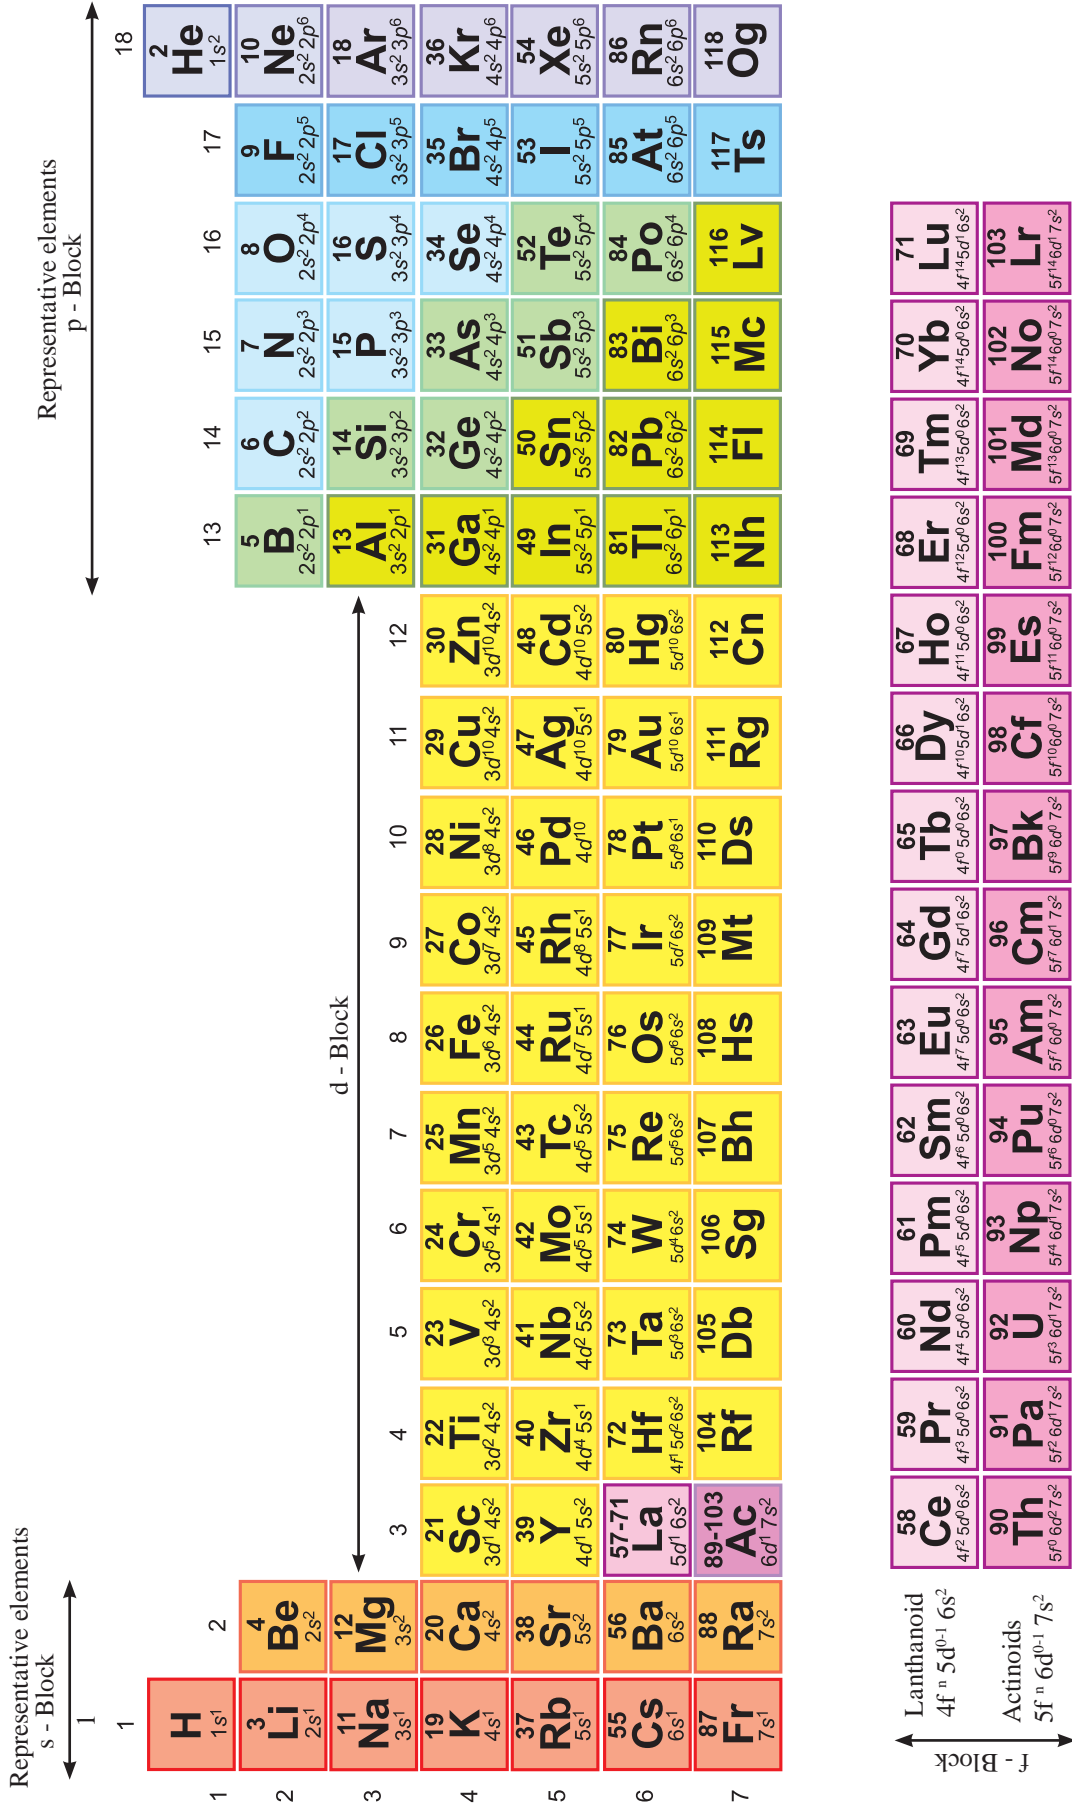 Representative elements
s - Block
1
Representative elements
p - Block
1
18
2
13 14 15 16 17
d - Block
3 4 5 6 7 8 9 10 11 12
1
H
1s¹
2
He
1s²
2
3
Li
2s¹
4
Be
2s²
5
B
2s² 2p¹
6
C
2s² 2p²
7
N
2s² 2p³
8
O
2s² 2p⁴
9
F
2s² 2p⁵
10
Ne
2s² 2p⁶
3
11
Na
3s¹
12
Mg
3s²
13
Al
3s² 2p¹
14
Si
3s² 3p²
15
P
3s² 3p³
16
S
3s² 3p⁴
17
Cl
3s² 3p⁵
18
Ar
3s² 3p⁶
4
19
K
4s¹
20
Ca
4s²
21
Sc
3d¹ 4s²
22
Ti
3d² 4s²
23
V
3d³ 4s²
24
Cr
3d⁵ 4s¹
25
Mn
3d⁵ 4s²
26
Fe
3d⁶ 4s²
27
Co
3d⁷ 4s²
28
Ni
3d⁸ 4s²
29
Cu
3d¹⁰ 4s²
30
Zn
3d¹⁰ 4s²
31
Ga
4s² 4p¹
32
Ge
4s² 4p²
33
As
4s² 4p³
34
Se
4s² 4p⁴
35
Br
4s² 4p⁵
36
Kr
4s² 4p⁶
5
37
Rb
5s¹
38
Sr
5s²
39
Y
4d¹ 5s²
40
Zr
4d⁴ 5s¹
41
Nb
4d² 5s²
42
Mo
4d⁵ 5s¹
43
Tc
4d⁵ 5s²
44
Ru
4d⁷ 5s¹
45
Rh
4d⁸ 5s¹
46
Pd
4d¹⁰
47
Ag
4d¹⁰ 5s¹
48
Cd
4d¹⁰ 5s²
49
In
5s² 5p¹
50
Sn
5s² 5p²
51
Sb
5s² 5p³
52
Te
5s² 5p⁴
53
I
5s² 5p⁵
54
Xe
5s² 5p⁶
6
55
Cs
6s¹
56
Ba
6s²
57-71
La
5d¹ 6s²
72
Hf
4f¹ 5d² 6s²
73
Ta
5d³ 6s²
74
W
5d⁴ 6s²
75
Re
5d⁵ 6s²
76
Os
5d⁶ 6s²
77
Ir
5d⁷ 6s²
78
Pt
5d⁹ 6s¹
79
Au
5d¹⁰ 6s¹
80
Hg
5d¹⁰ 6s²
81
Tl
6s² 6p¹
82
Pb
6s² 6p²
83
Bi
6s² 6p³
84
Po
6s² 6p⁴
85
At
6s² 6p⁵
86
Rn
6s² 6p⁶
7
87
Fr
7s¹
88
Ra
7s²
89-103
Ac
6d¹ 7s²
104
Rf
105
Db
106
Sg
107
Bh
108
Hs
109
Mt
110
Ds
111
Rg
112
Cn
113
Nh
114
Fl
115
Mc
116
Lv
117
Ts
118
Og
f - Block
Lanthanoid
4f ⁿ 5d⁰⁻¹ 6s²
58
Ce
4f² 5d⁰ 6s²
59
Pr
4f³ 5d⁰ 6s²
60
Nd
4f⁴ 5d⁰ 6s²
61
Pm
4f⁵ 5d⁰ 6s²
62
Sm
4f⁶ 5d⁰ 6s²
63
Eu
4f⁷ 5d⁰ 6s²
64
Gd
4f⁷ 5d¹ 6s²
65
Tb
4f⁰ 5d⁰ 6s²
66
Dy
4f¹⁰ 5d¹ 6s²
67
Ho
4f¹¹ 5d⁰ 6s²
68
Er
4f¹² 5d⁰ 6s²
69
Tm
4f¹³ 5d⁰ 6s²
70
Yb
4f¹⁴ 5d⁰ 6s²
71
Lu
4f¹⁴ 5d¹ 6s²
Actinoids
5f ⁿ 6d⁰⁻¹ 7s²
90
Th
5f⁰ 6d² 7s²
91
Pa
5f² 6d¹ 7s²
92
U
5f³ 6d¹ 7s²
93
Np
5f⁴ 6d¹ 7s²
94
Pu
5f⁶ 6d⁰ 7s²
95
Am
5f⁷ 6d⁰ 7s²
96
Cm
5f⁷ 6d¹ 7s²
97
Bk
5f⁹ 6d⁰ 7s²
98
Cf
5f¹⁰ 6d⁰ 7s²
99
Es
5f¹¹ 6d⁰ 7s²
100
Fm
5f¹² 6d⁰ 7s²
101
Md
5f¹³ 6d⁰ 7s²
102
No
5f¹⁴ 6d⁰ 7s²
103
Lr
5f¹⁴ 6d¹ 7s²